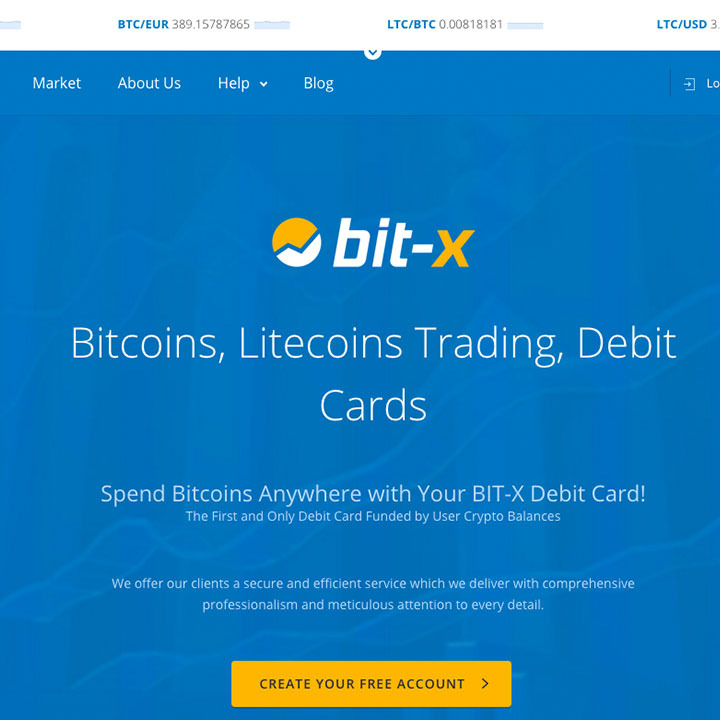 BTC/EUR 389.15787865 LTC/BTC 0.00818181 LTC/USD 3.
Market About Us Help Blog Lo
bit-x
Bitcoins, Litecoins Trading, Debit
Cards
Spend Bitcoins Anywhere with Your BIT-X Debit Card!
The First and Only Debit Card Funded by User Crypto Balances
We offer our clients a secure and efficient service which we deliver with comprehensive
professionalism and meticulous attention to every detail.
CREATE YOUR FREE ACCOUNT